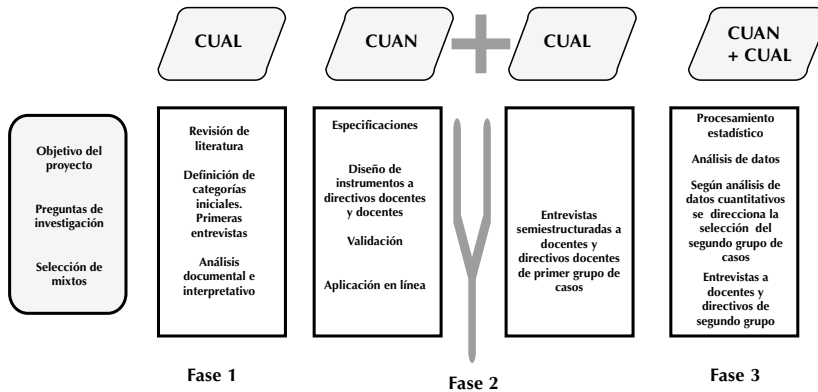 CUAL
CUAN
CUAL
CUAN
+ CUAL
Objetivo del
proyecto
Preguntas de
investigación
Selección de
mixtos
Revisión de
literatura
Definición de
categorías
iniciales.
Primeras
entrevistas
Análisis
documental e
interpretativo
Especificaciones
Diseño de
instrumentos a
directivos docentes
y docentes
Validación
Aplicación en línea
Entrevistas
semiestructuradas a
docentes y
directivos docentes
de primer grupo de
casos
Procesamiento
estadístico
Análisis de datos
Según análisis de
datos cuantitativos
se direcciona la
selección del
segundo grupo de
casos
Entrevistas a
docentes y
directivos de
segundo grupo
Fase 1
Fase 2
Fase 3